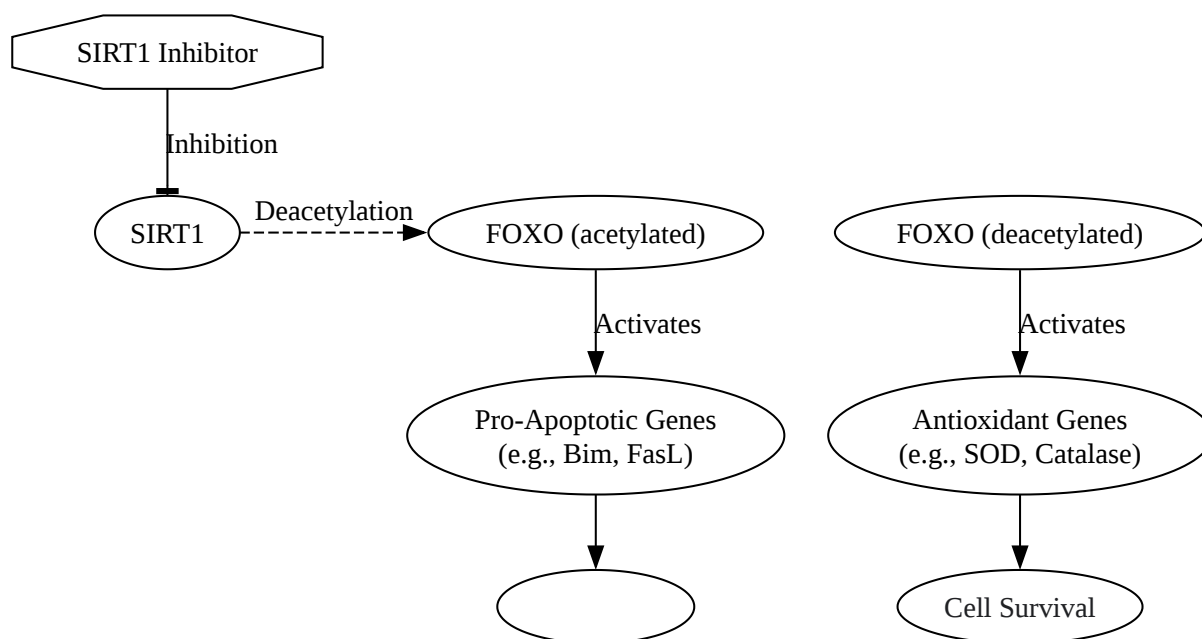 SIRT1 Inhibitor
Inhibition
SIRT1
Deacetylation
FOXO (acetylated)
FOXO (deacetylated)
Activates
Activates
Pro-Apoptotic Genes
(e.g., Bim, FasL)
Antioxidant Genes
(e.g., SOD, Catalase)
Cell Survival